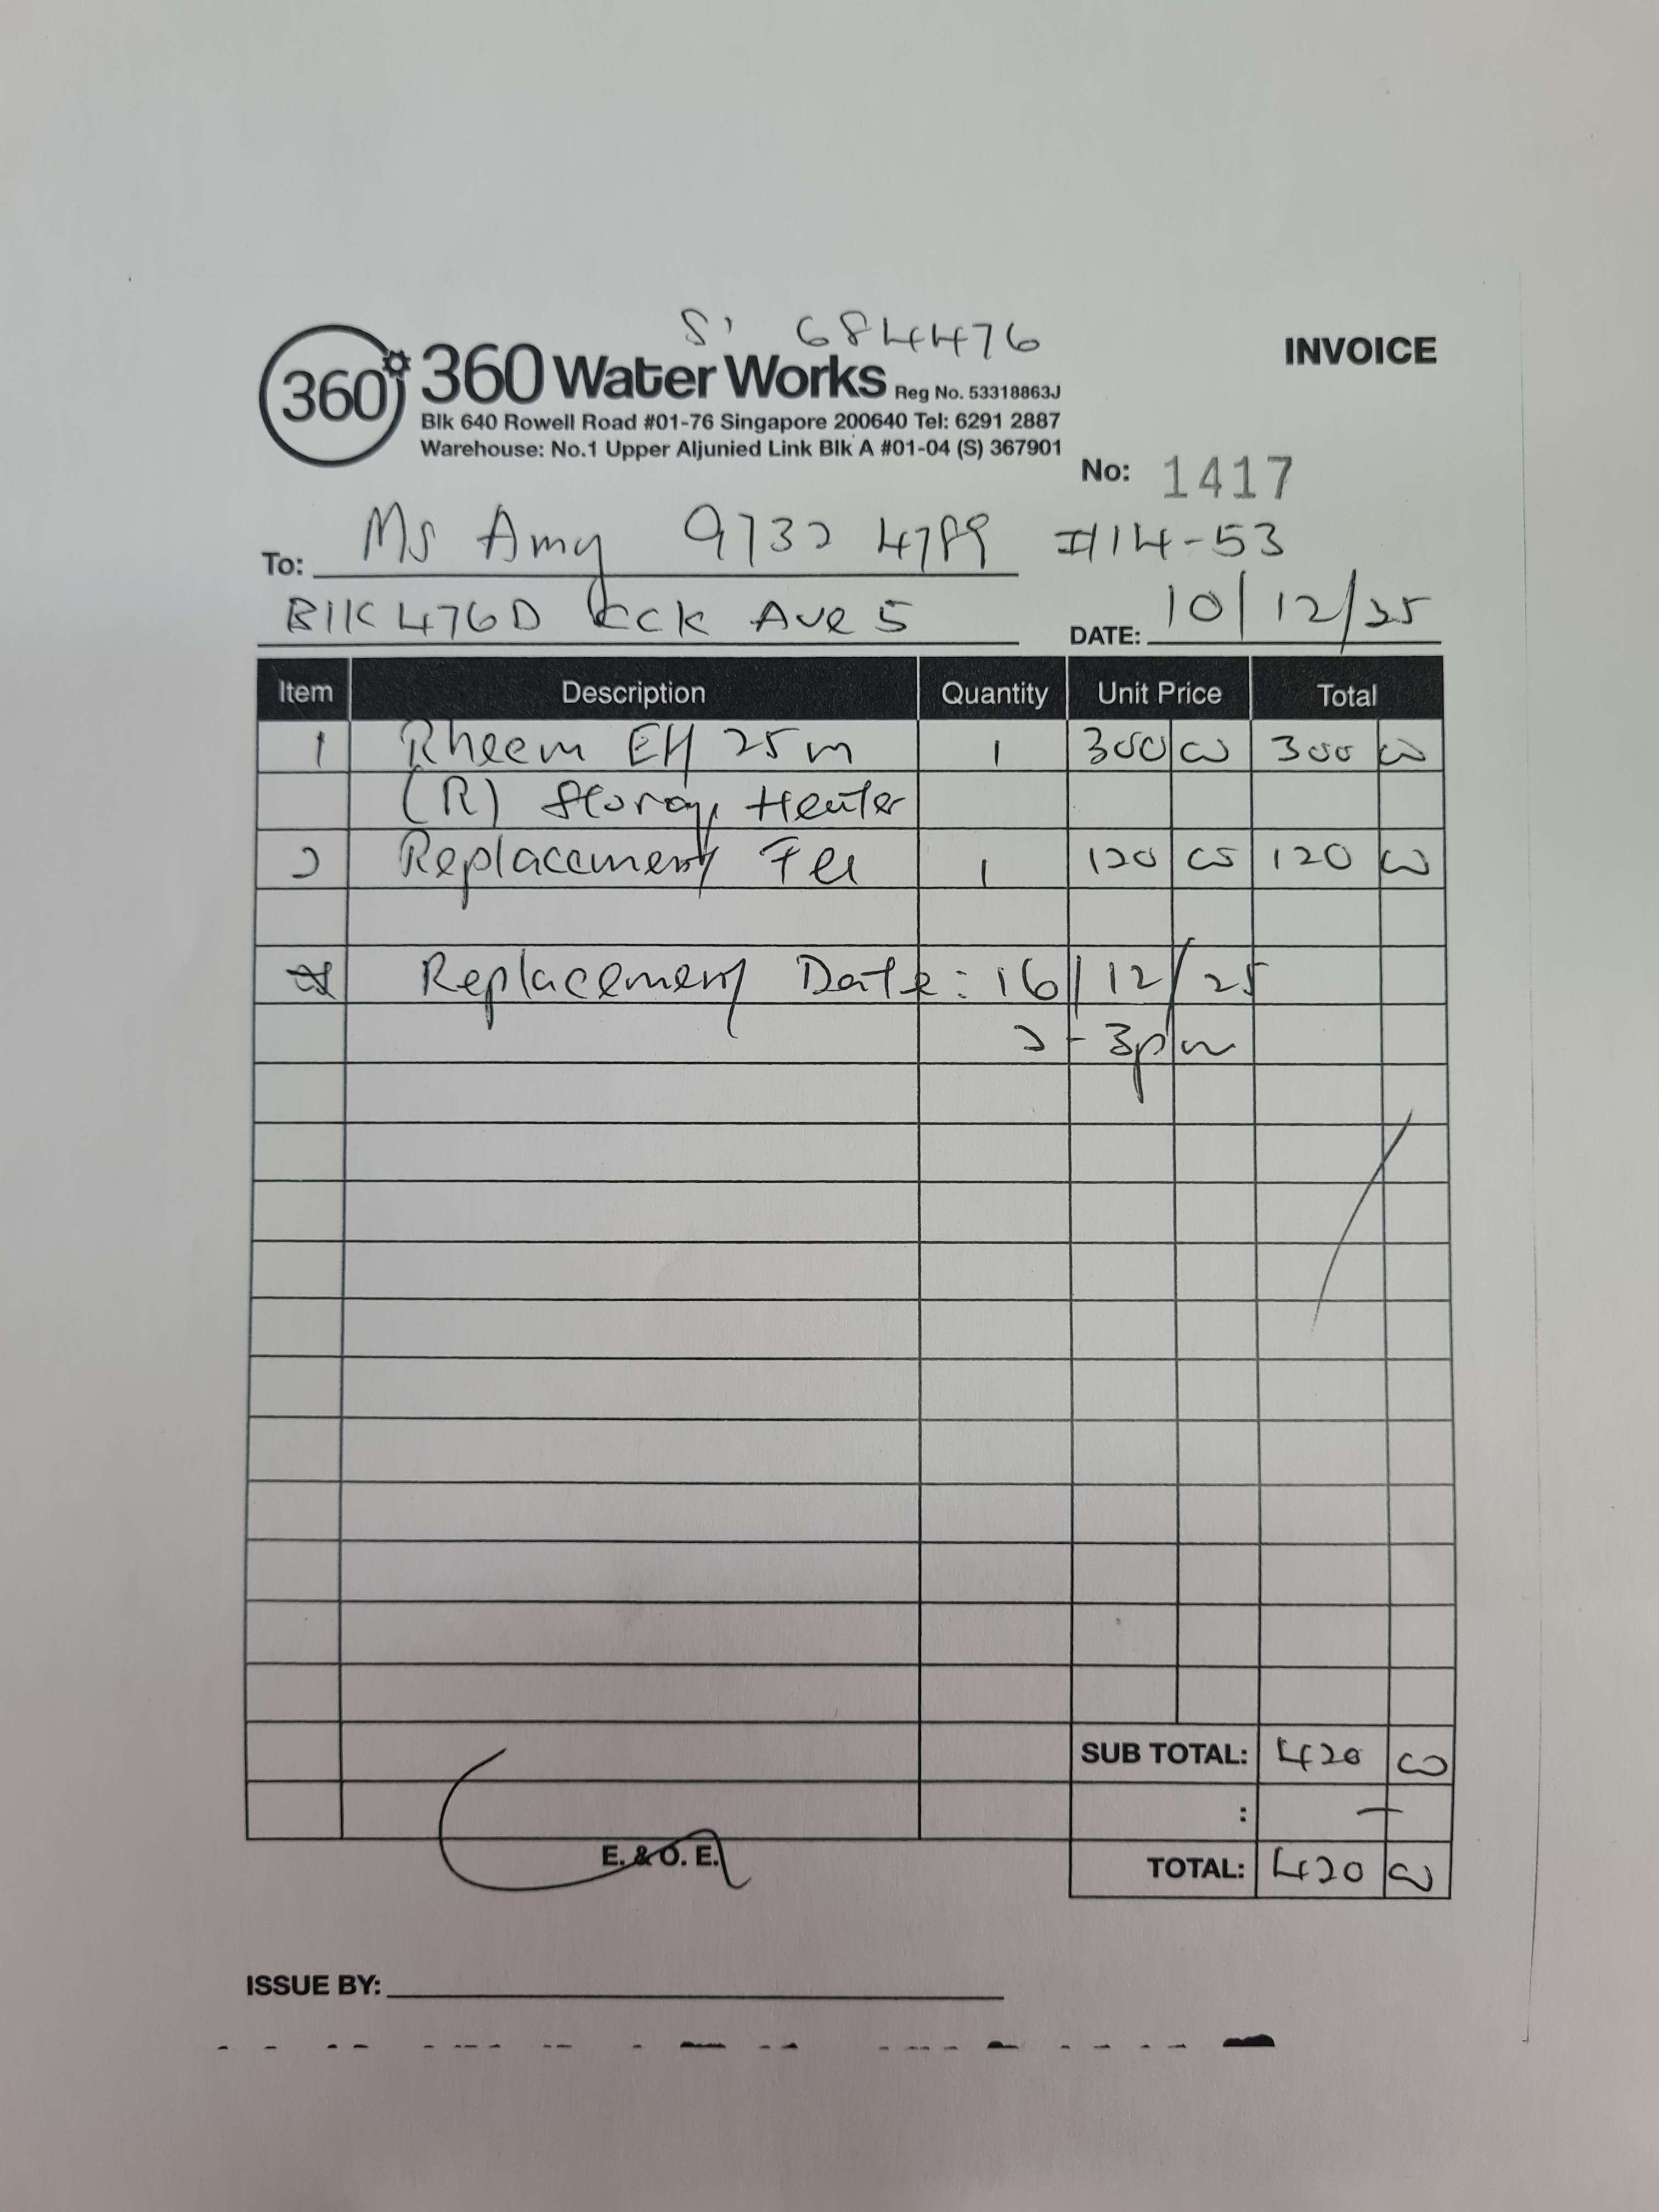 S' 684476
INVOICE
360° 360 Water Works Reg No. 53318863J
Blk 640 Rowell Road #01-76 Singapore 200640 Tel: 6291 2887
Warehouse: No.1 Upper Aljunied Link Blk A #01-04 (S) 367901
No: 1417
To: Ms Amy 9732 4789 #14-53
Blk 476D CCK Ave 5
DATE: 10/12/25
Item Description Quantity Unit Price Total
1 Rheem EH 25m 1 300 00 300 00
(R) Storage Heater
2 Replacement Fee 1 120 00 120 00
* Replacement Date: 16/12/25
2-3pm
SUB TOTAL: 420 00
: -
E. & O. E.
TOTAL: 420 00
ISSUE BY: